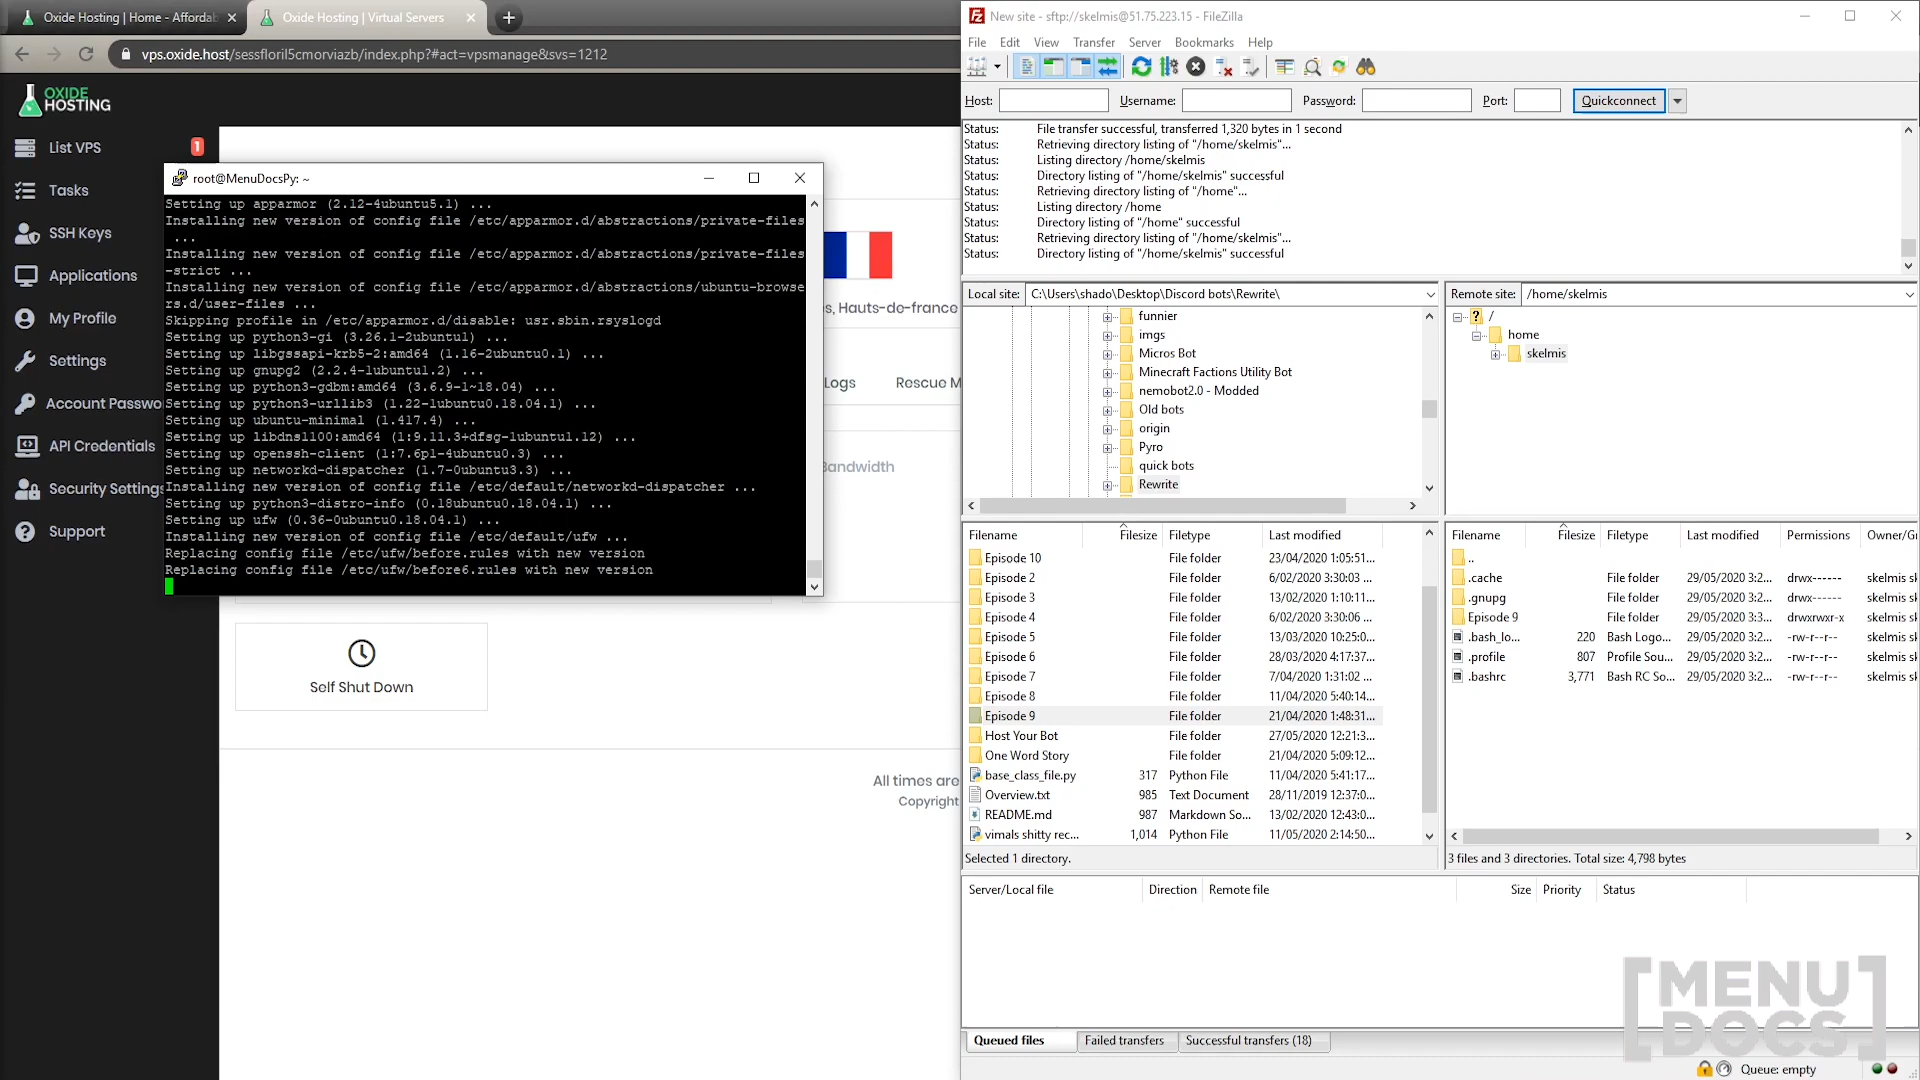 Oxide Hosting | Home - Afforda
Oxide Hosting | Virtual Servers
vps.oxide.host/sessfloril5cmorviazb/index.php?#act=vpsmanage&svs=1212
OXIDE
HOSTING
List VPS
1
Tasks
SSH Keys
Applications
My Profile
Settings
Account Passwo
API Credentials
Security Settings
Support
root@MenuDocsPy: ~
Setting up apparmor (2.12-4ubuntu5.1) ...
Installing new version of config file /etc/apparmor.d/abstractions/private-files
...
Installing new version of config file /etc/apparmor.d/abstractions/private-files
-strict ...
Installing new version of config file /etc/apparmor.d/abstractions/ubuntu-browse
rs.d/user-files ...
Skipping profile in /etc/apparmor.d/disable: usr.sbin.rsyslogd
Setting up python3-gi (3.26.1-2ubuntu1) ...
Setting up libgssapi-krb5-2:amd64 (1.16-2ubuntu0.1) ...
Setting up gnupg2 (2.2.4-1ubuntu1.2) ...
Setting up python3-gdbm:amd64 (3.6.9-1~18.04) ...
Setting up python3-urllib3 (1.22-1ubuntu0.18.04.1) ...
Setting up ubuntu-minimal (1.417.4) ...
Setting up libdns1100:amd64 (1:9.11.3+dfsg-1ubuntu1.12) ...
Setting up openssh-client (1:7.6p1-4ubuntu0.3) ...
Setting up networkd-dispatcher (1.7-0ubuntu3.3) ...
Installing new version of config file /etc/default/networkd-dispatcher ...
Setting up python3-distro-info (0.18ubuntu0.18.04.1) ...
Setting up ufw (0.36-0ubuntu0.18.04.1) ...
Installing new version of config file /etc/default/ufw ...
Replacing config file /etc/ufw/before.rules with new version
Replacing config file /etc/ufw/before6.rules with new version
s, Hauts-de-france
Logs
Rescue M
Bandwidth
Self Shut Down
All times are
Copyright
New site - sftp://skelmis@51.75.223.15 - FileZilla
File Edit View Transfer Server Bookmarks Help
Host: Username: Password: Port: Quickconnect
Status: File transfer successful, transferred 1,320 bytes in 1 second
Status: Retrieving directory listing of "/home/skelmis"...
Status: Listing directory /home/skelmis
Status: Directory listing of "/home/skelmis" successful
Status: Retrieving directory listing of "/home"...
Status: Listing directory /home
Status: Directory listing of "/home" successful
Status: Retrieving directory listing of "/home/skelmis"...
Status: Directory listing of "/home/skelmis" successful
Local site: C:\Users\shado\Desktop\Discord bots\Rewrite\
funnier
imgs
Micros Bot
Minecraft Factions Utility Bot
nemobot2.0 - Modded
Old bots
origin
Pyro
quick bots
Rewrite
Remote site: /home/skelmis
/
home
skelmis
Filename Filesize Filetype Last modified
Episode 10 File folder 23/04/2020 1:05:51...
Episode 2 File folder 6/02/2020 3:30:03 ...
Episode 3 File folder 13/02/2020 1:10:11...
Episode 4 File folder 6/02/2020 3:30:06 ...
Episode 5 File folder 13/03/2020 10:25:0...
Episode 6 File folder 28/03/2020 4:17:37...
Episode 7 File folder 7/04/2020 1:31:02 ...
Episode 8 File folder 11/04/2020 5:40:14...
Episode 9 File folder 21/04/2020 1:48:31...
Host Your Bot File folder 27/05/2020 12:21:3...
One Word Story File folder 21/04/2020 5:09:12...
base_class_file.py 317 Python File 11/04/2020 5:41:17...
Overview.txt 985 Text Document 28/11/2019 12:37:0...
README.md 987 Markdown So... 13/02/2020 12:43:0...
vimals shitty rec... 1,014 Python File 11/05/2020 2:14:50...
Selected 1 directory.
Filename Filesize Filetype Last modified Permissions Owner/Gr
..
.cache File folder 29/05/2020 3:2... drwx------ skelmis sk
.gnupg File folder 29/05/2020 3:2... drwx------ skelmis sk
Episode 9 File folder 29/05/2020 3:3... drwxrwxr-x skelmis sk
.bash_lo... 220 Bash Logo... 29/05/2020 3:2... -rw-r--r-- skelmis sk
.profile 807 Profile Sou... 29/05/2020 3:2... -rw-r--r-- skelmis sk
.bashrc 3,771 Bash RC So... 29/05/2020 3:2... -rw-r--r-- skelmis sk
3 files and 3 directories. Total size: 4,798 bytes
Server/Local file Direction Remote file Size Priority Status
Queued files Failed transfers Successful transfers (18)
Queue: empty
MENU
DOCS